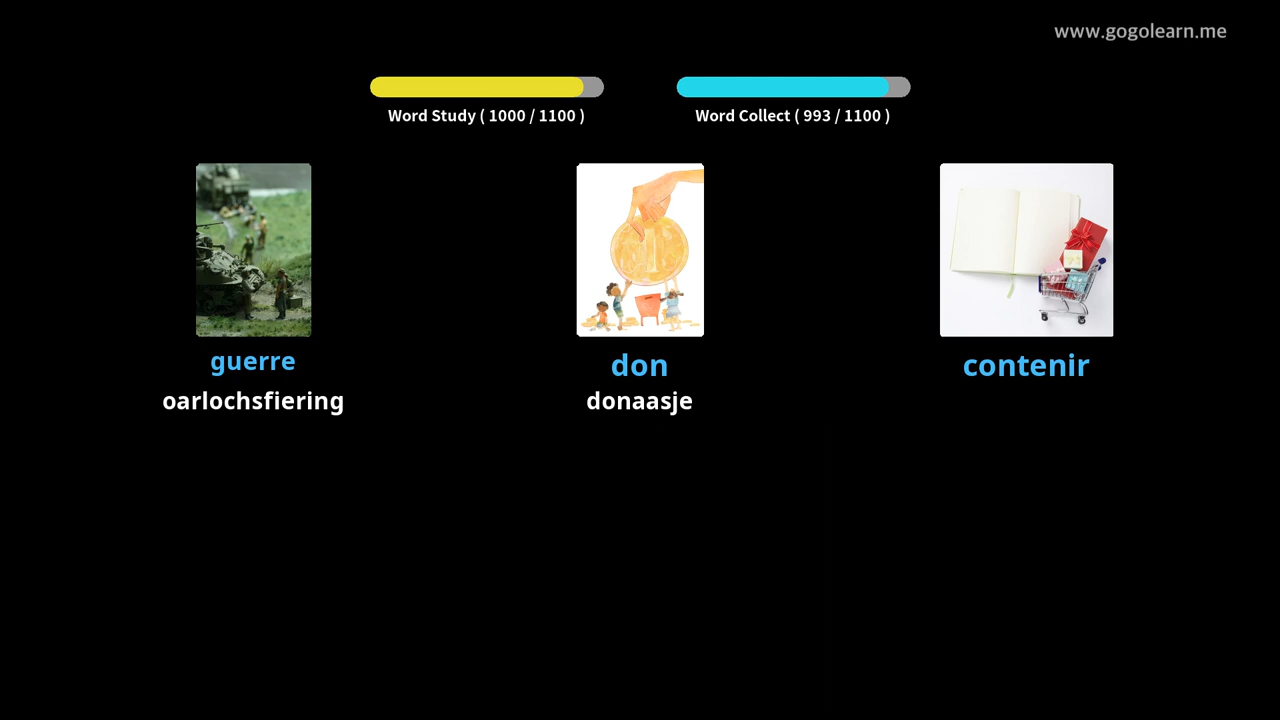 www.gogolearn.me
Word Study ( 1000 / 1100 )
Word Collect ( 993 / 1100 )
guerre
don
contenir
oarlochsfiering
donaasje